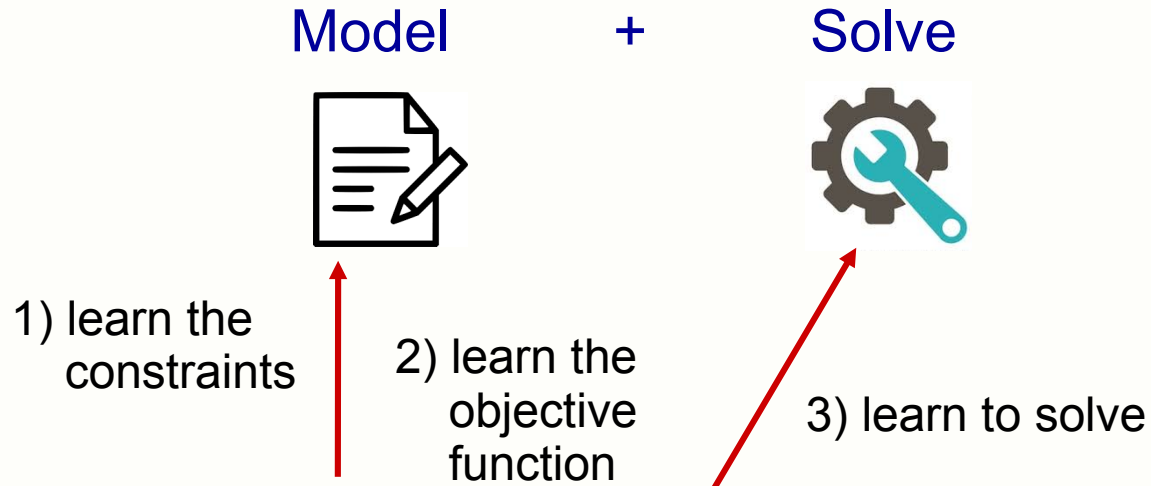 Model + Solve
1) learn the
constraints
2) learn the
objective
function
3) learn to solve